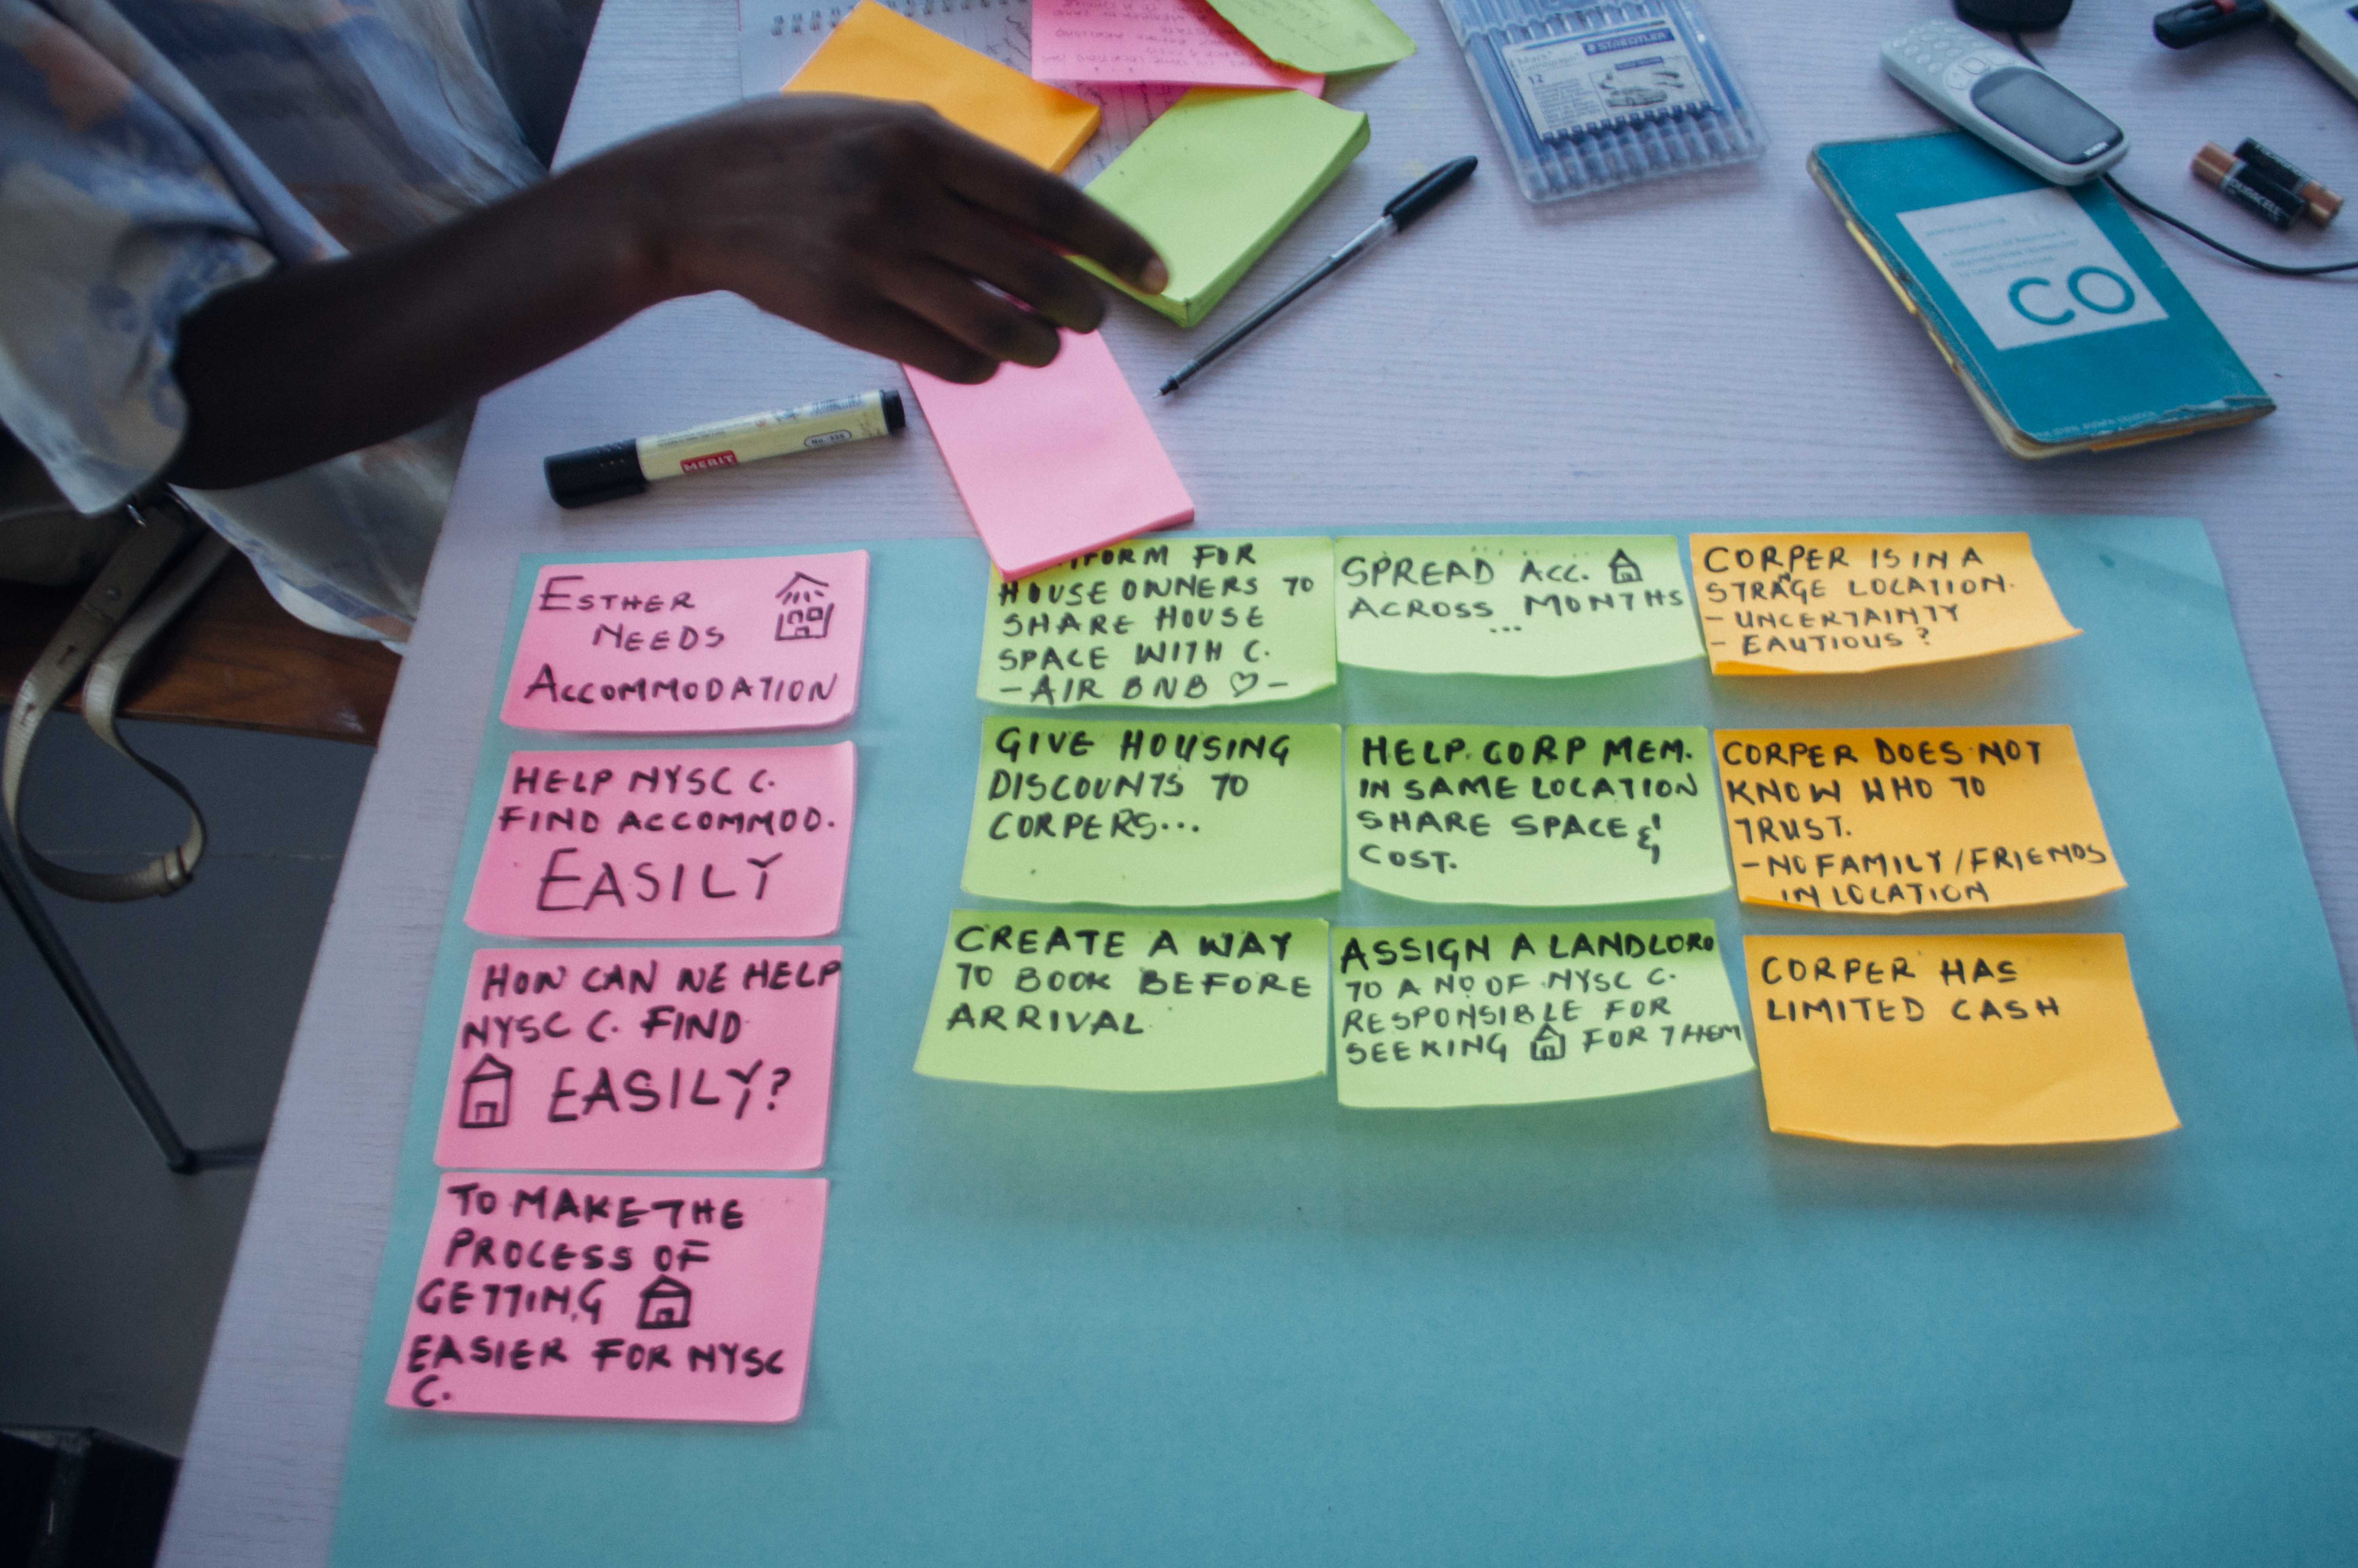 STAEDTLER
12
CO
DURACELL
MERIT
No. 335
ESTHER
NEEDS
ACCOMMODATION
HELP NYSC C.
FIND ACCOMMOD.
EASILY
HOW CAN WE HELP
NYSC C. FIND
EASILY?
TO MAKE THE
PROCESS OF
GETTING
EASIER FOR NYSC
C.
FORM FOR
HOUSE OWNERS TO
SHARE HOUSE
SPACE WITH C.
- AIR BNB ♡ -
GIVE HOUSING
DISCOUNTS TO
CORPERS...
CREATE A WAY
TO BOOK BEFORE
ARRIVAL
SPREAD ACC.
ACROSS ... MONTHS
HELP CORP MEM.
IN SAME LOCATION
SHARE SPACE &
COST.
ASSIGN A LANDLORD
TO A NO OF NYSC C.
RESPONSIBLE FOR
SEEKING FOR THEM
CORPER IS IN A
STRANGE LOCATION.
- UNCERTAINTY
- EAUTIOUS ?
CORPER DOES NOT
KNOW WHO TO
TRUST.
- NO FAMILY / FRIENDS
IN LOCATION
CORPER HAS
LIMITED CASH